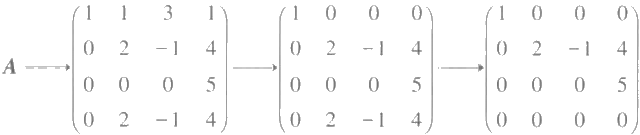 A ---→ (1 1 3 1 → (1 0 0 0 → (1 0 0 0
0 2 −1 4 0 2 −1 4 0 2 −1 4
0 0 0 5 0 0 0 5 0 0 0 5
0 2 −1 4) 0 2 −1 4) 0 0 0 0)